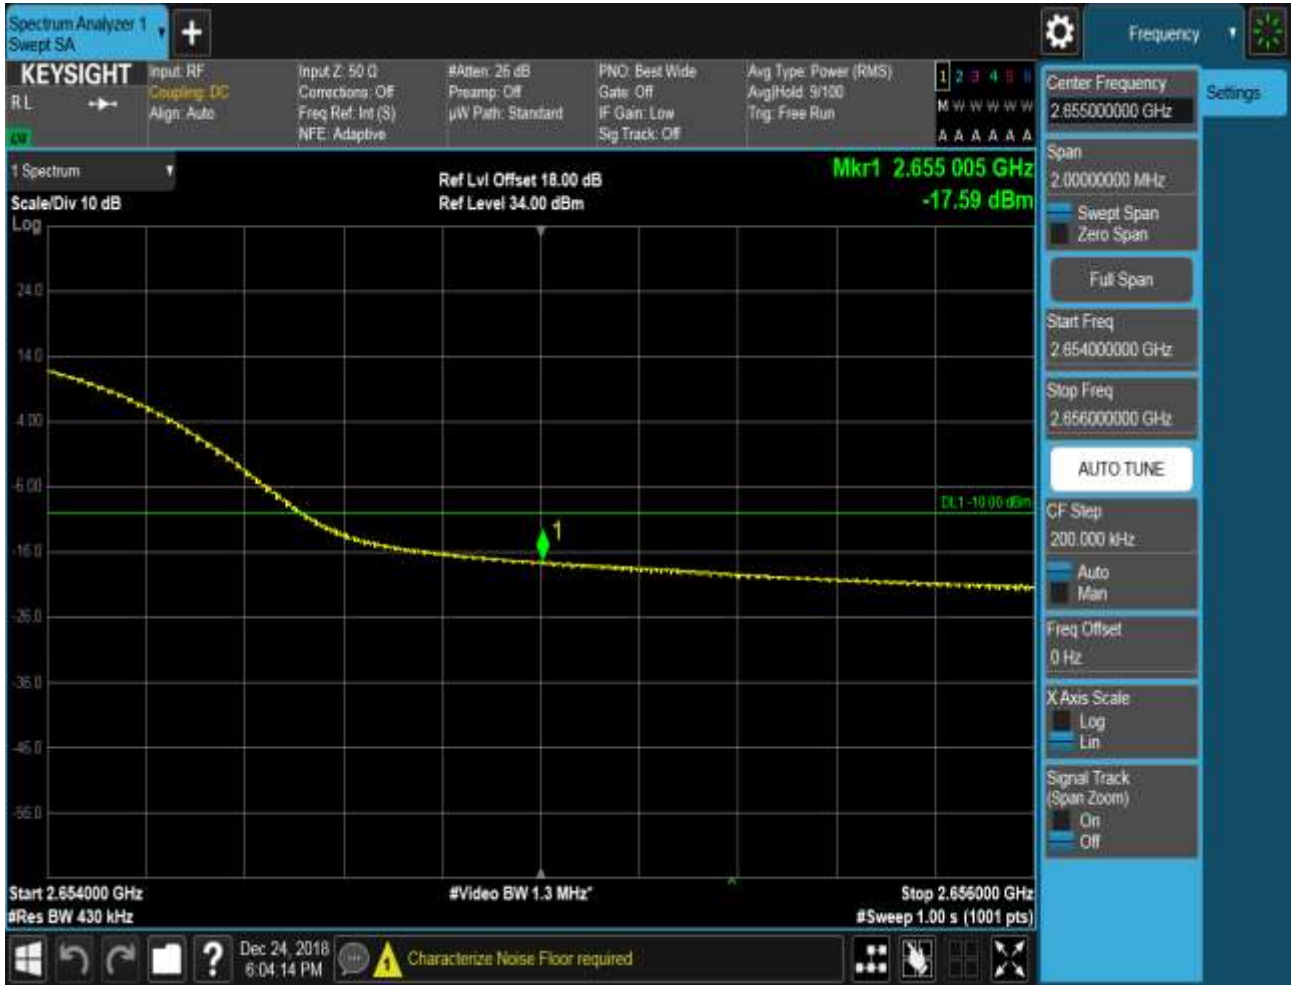 Spectrum Analyzer 1
Swept SA
Frequency
KEYSIGHT
R L
LW
Input: RF
Coupling: DC
Align: Auto
Input Z: 50 Ω
Corrections: Off
Freq Ref: Int (S)
NFE: Adaptive
#Atten: 26 dB
Preamp: Off
µW Path: Standard
PNO: Best Wide
Gate: Off
IF Gain: Low
Sig Track: Off
Avg Type: Power (RMS)
Avg|Hold: 9/100
Trig: Free Run
1 2 3 4 5 6
M W W W W W
A A A A A A
1 Spectrum
Scale/Div 10 dB
Log
Ref Lvl Offset 18.00 dB
Ref Level 34.00 dBm
Mkr1 2.655 005 GHz
-17.59 dBm
24.0
14.0
4.00
-6.00
-16.0
-26.0
-36.0
-46.0
-56.0
DL1 -10.00 dBm
1
Start 2.654000 GHz
#Res BW 430 kHz
#Video BW 1.3 MHz*
Stop 2.656000 GHz
#Sweep 1.00 s (1001 pts)
Center Frequency
2.655000000 GHz
Settings
Span
2.00000000 MHz
Swept Span
Zero Span
Full Span
Start Freq
2.654000000 GHz
Stop Freq
2.656000000 GHz
AUTO TUNE
CF Step
200.000 kHz
Auto
Man
Freq Offset
0 Hz
X Axis Scale
Log
Lin
Signal Track
(Span Zoom)
On
Off
?
Dec 24, 2018
6:04:14 PM
1
Characterize Noise Floor required